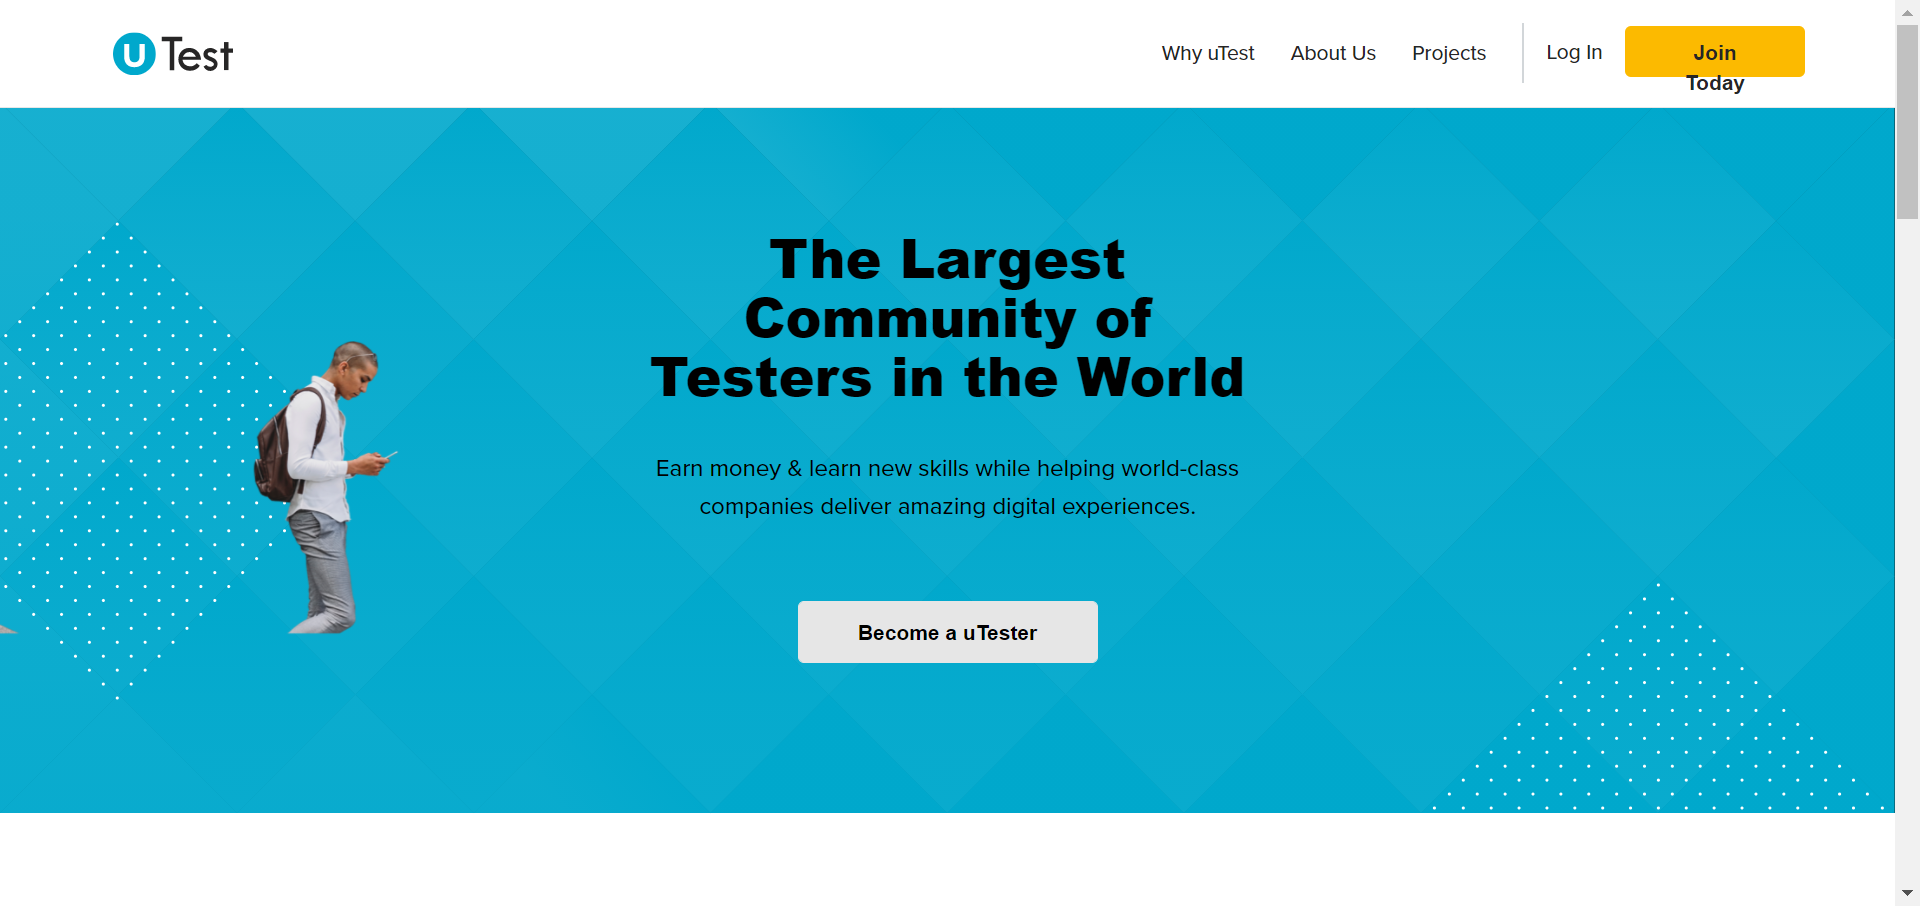 uTest
Why uTest
About Us
Projects
Log In
Join
Today
The Largest
Community of
Testers in the World
Earn money & learn new skills while helping world-class
companies deliver amazing digital experiences.
Become a uTester